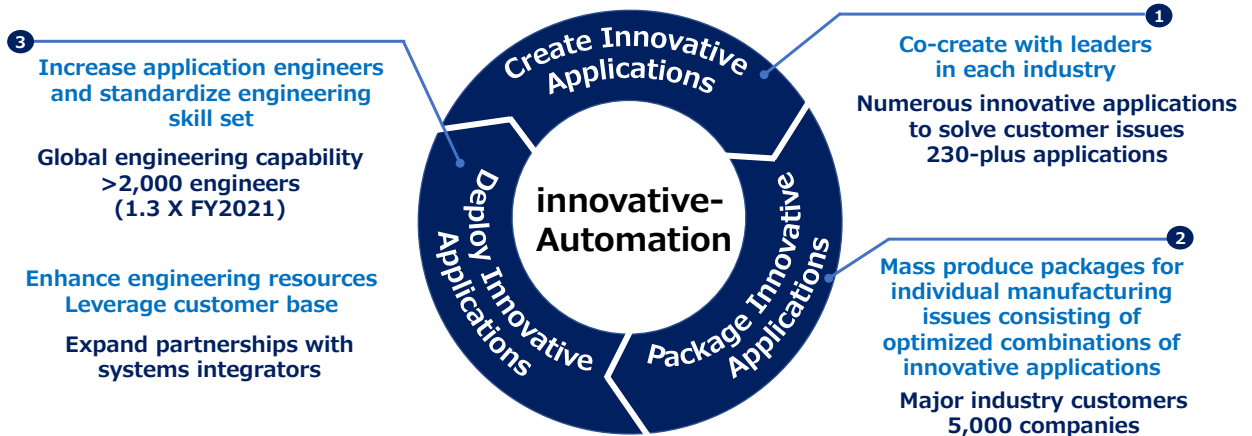 1
Co-create with leaders
in each industry
Numerous innovative applications
to solve customer issues
230-plus applications
2
Mass produce packages for
individual manufacturing
issues consisting of
optimized combinations of
innovative applications
Major industry customers
5,000 companies
3
Increase application engineers
and standardize engineering
skill set
Global engineering capability
>2,000 engineers
(1.3 X FY2021)
Enhance engineering resources
Leverage customer base
Expand partnerships with
systems integrators
Create Innovative
Applications
Package Innovative
Applications
Deploy Innovative
Applications
innovative-
Automation